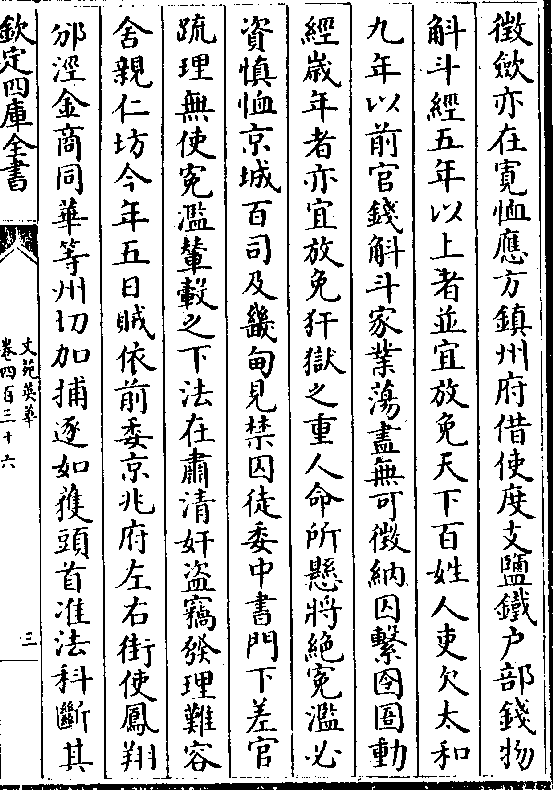 徴斂亦在寛恤應方鎮州府借使度支鹽鐵户部錢物
斛斗經五年以上者並宜放免天下百姓人吏欠太和
九年以前官錢斛斗家業蕩盡無可徴納囚繫囹圄動
經歳年者亦宜放免犴獄之重人命所懸將絶寃濫必
資慎恤京城百司及畿甸見禁囚徒委中書門下差官
疏理無使寃濫輦轂之下法在肅清奸盗竊發理難容
舍親仁坊今年五日賊依前委京兆府左右街使鳳翔
邠涇金商同華等州切加捕逐如獲頭首准法科斷其
欽定四庫全書
文苑英華
卷四百三十六
三